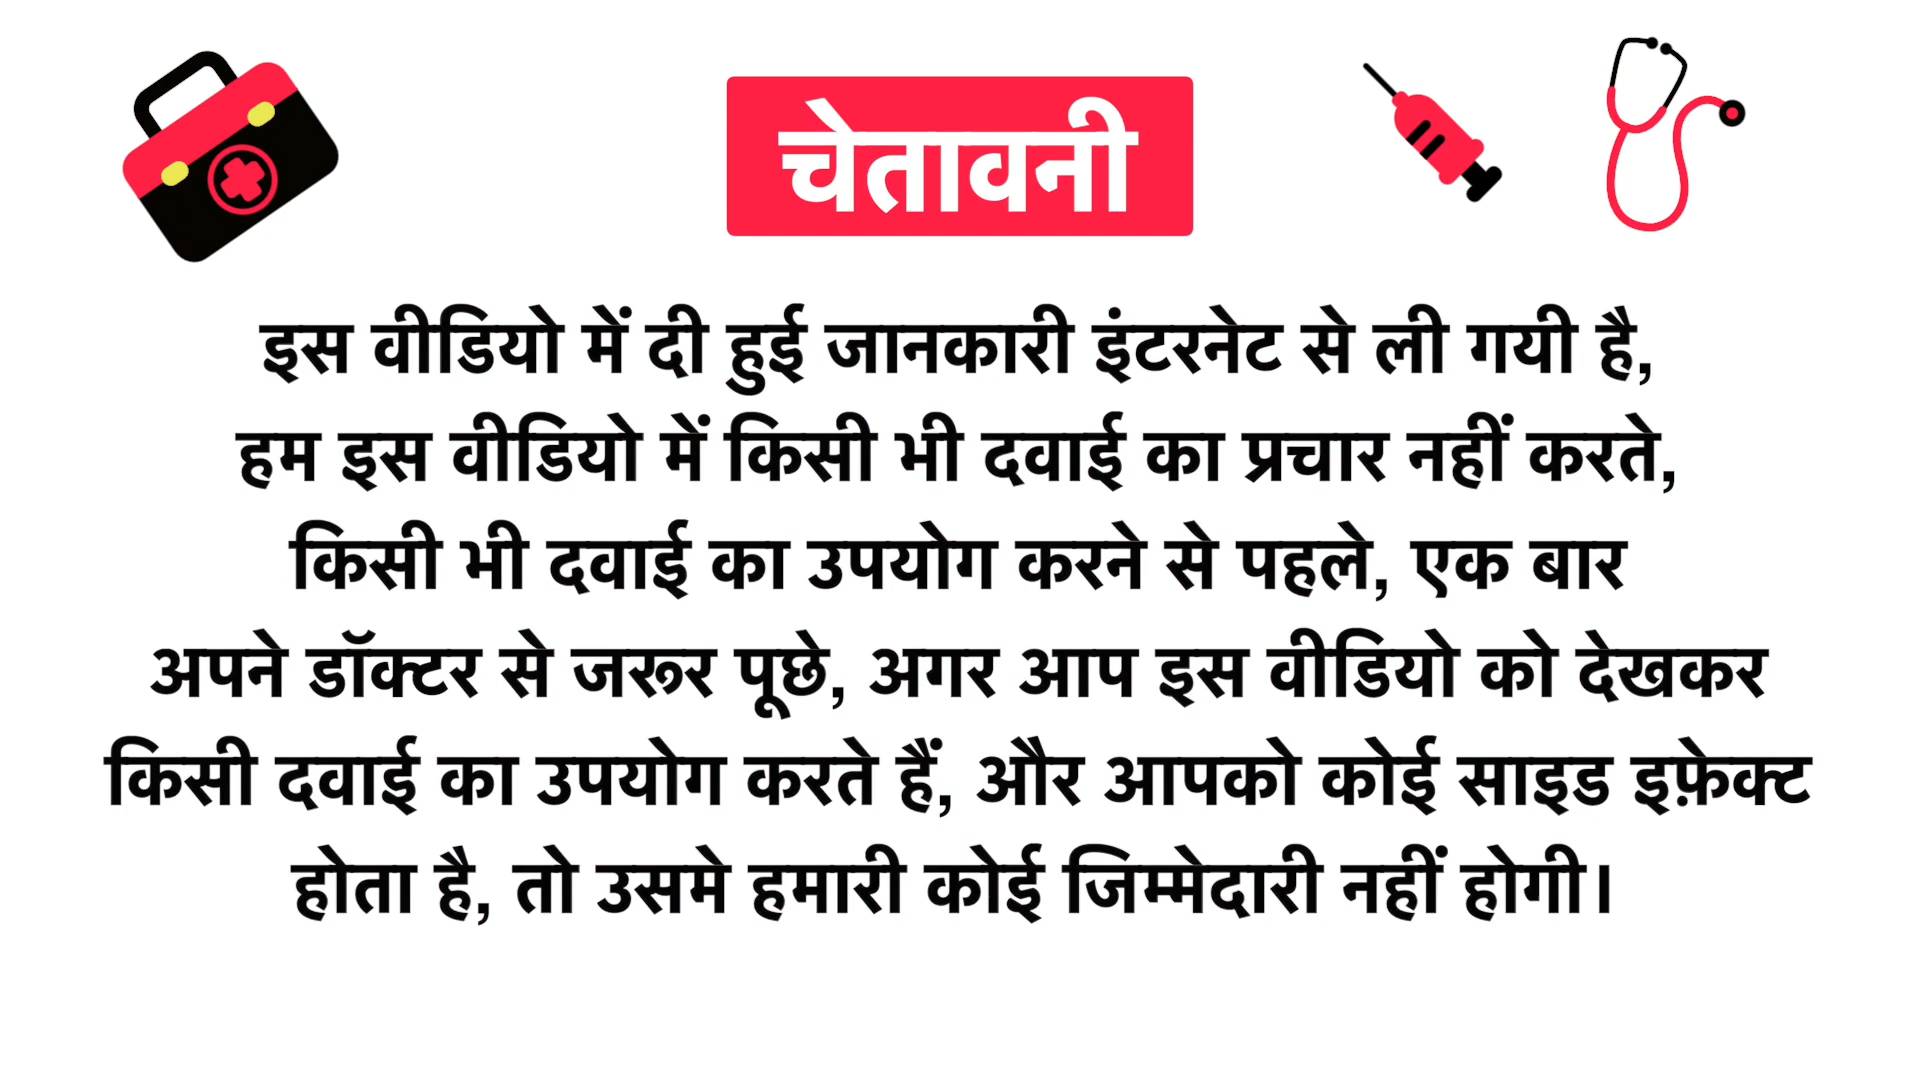 चेतावनी
इस वीडियो में दी हुई जानकारी इंटरनेट से ली गयी है,
हम इस वीडियो में किसी भी दवाई का प्रचार नहीं करते,
किसी भी दवाई का उपयोग करने से पहले, एक बार
अपने डॉक्टर से जरूर पूछे, अगर आप इस वीडियो को देखकर
किसी दवाई का उपयोग करते हैं, और आपको कोई साइड इफ़ेक्ट
होता है, तो उसमे हमारी कोई जिम्मेदारी नहीं होगी।